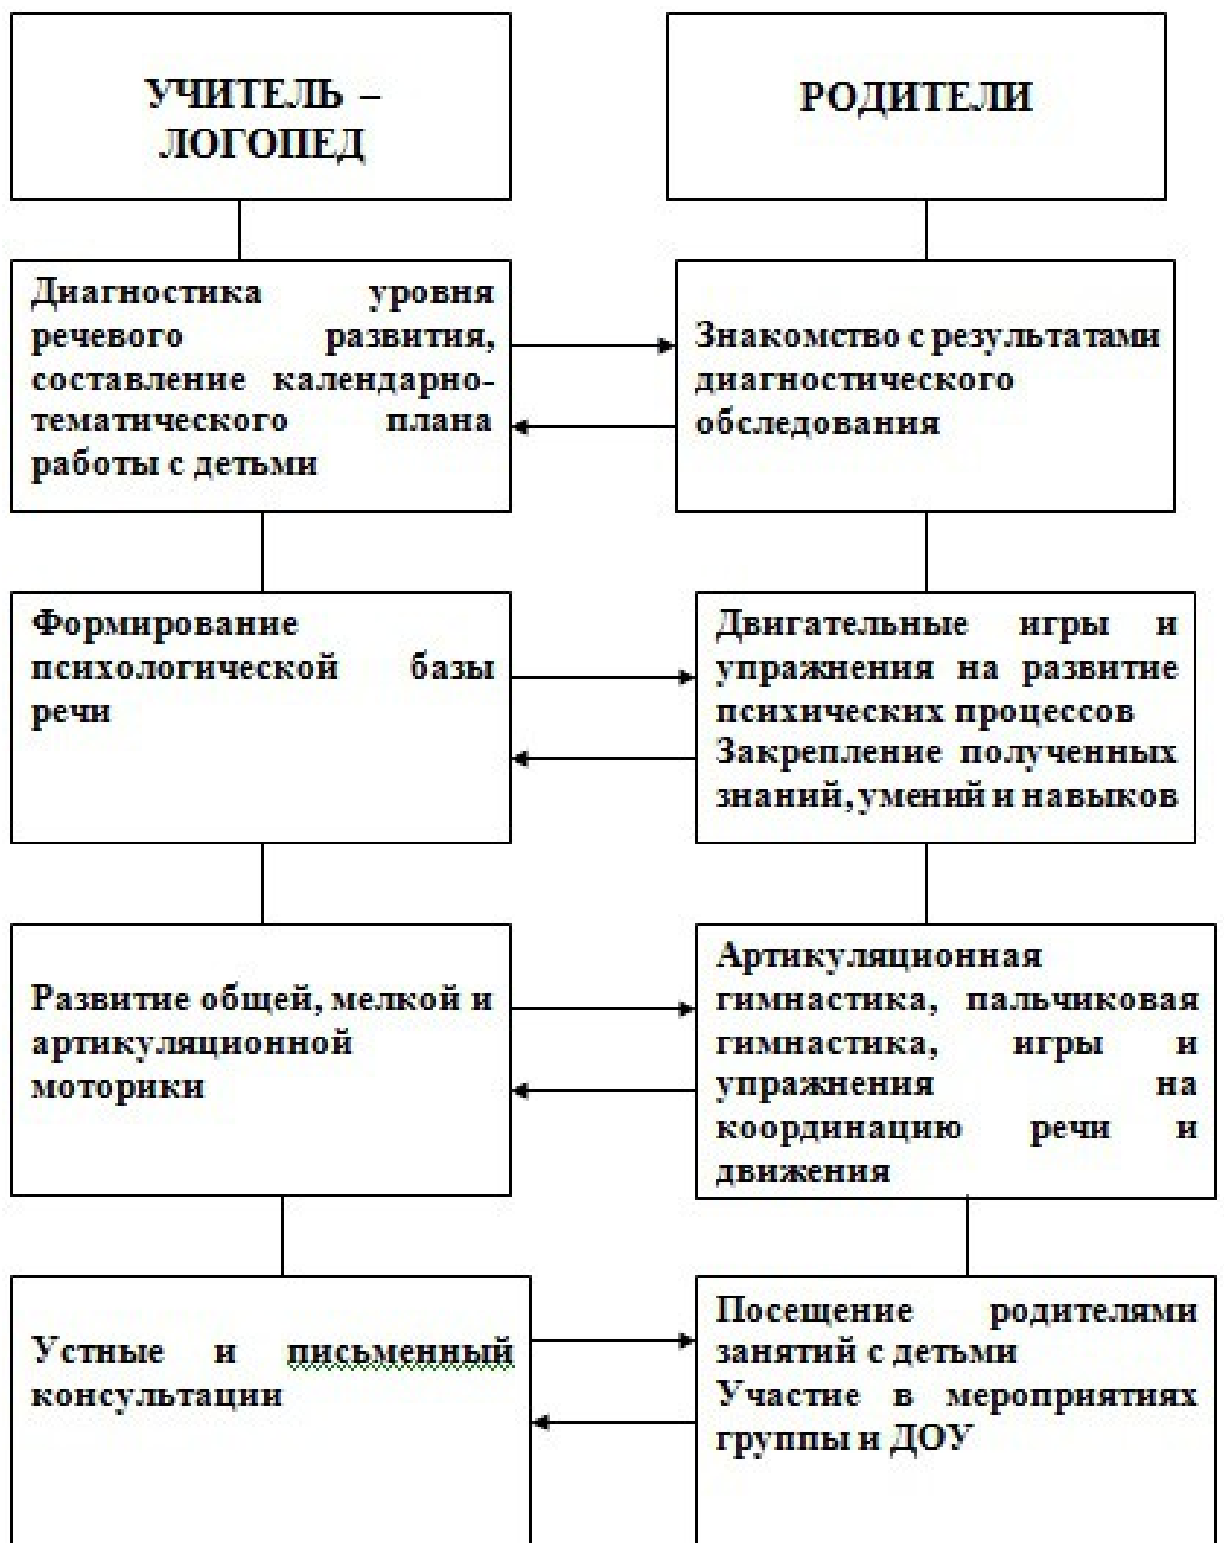 УЧИТЕЛЬ –
ЛОГОПЕД
РОДИТЕЛИ
Диагностика уровня
речевого развития,
составление календарно-
тематического плана
работы с детьми
Знакомство с результатами
диагностического
обследования
Формирование
психологической базы
речи
Двигательные игры и
упражнения на развитие
психических процессов
Закрепление полученных
знаний, умений и навыков
Развитие общей, мелкой и
артикуляционной
моторики
Артикуляционная
гимнастика, пальчиковая
гимнастика, игры и
упражнения на
координацию речи и
движения
Устные и письменный
консультации
Посещение родителями
занятий с детьми
Участие в мероприятиях
группы и ДОУ